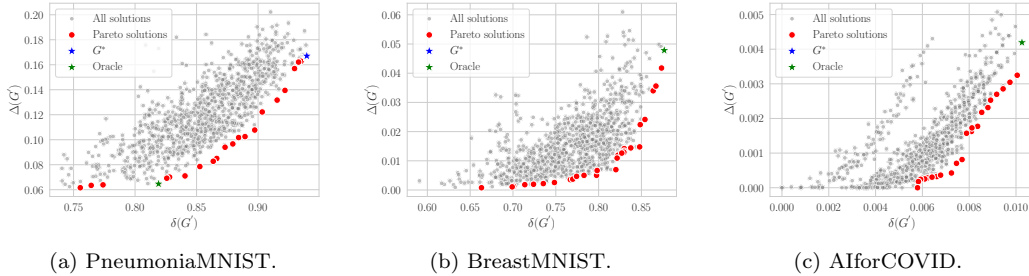 0.20
0.18
0.16
0.14
0.12
0.10
0.08
0.06
Δ(G′)
All solutions
Pareto solutions
G*
Oracle
0.75 0.80 0.85 0.90
δ(G′)
(a) PneumoniaMNIST.
0.06
0.05
0.04
0.03
0.02
0.01
0.00
Δ(G′)
All solutions
Pareto solutions
G*
Oracle
0.60 0.65 0.70 0.75 0.80 0.85
δ(G′)
(b) BreastMNIST.
0.005
0.004
0.003
0.002
0.001
0.000
Δ(G′)
All solutions
Pareto solutions
G*
Oracle
0.000 0.002 0.004 0.006 0.008 0.010
δ(G′)
(c) AIforCOVID.